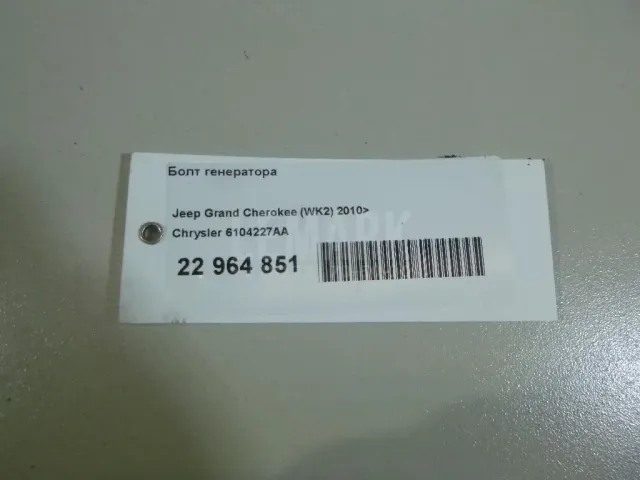 Болт генератора
Jeep Grand Cherokee (WK2) 2010>
Chrysler 6104227AA
22 964 851